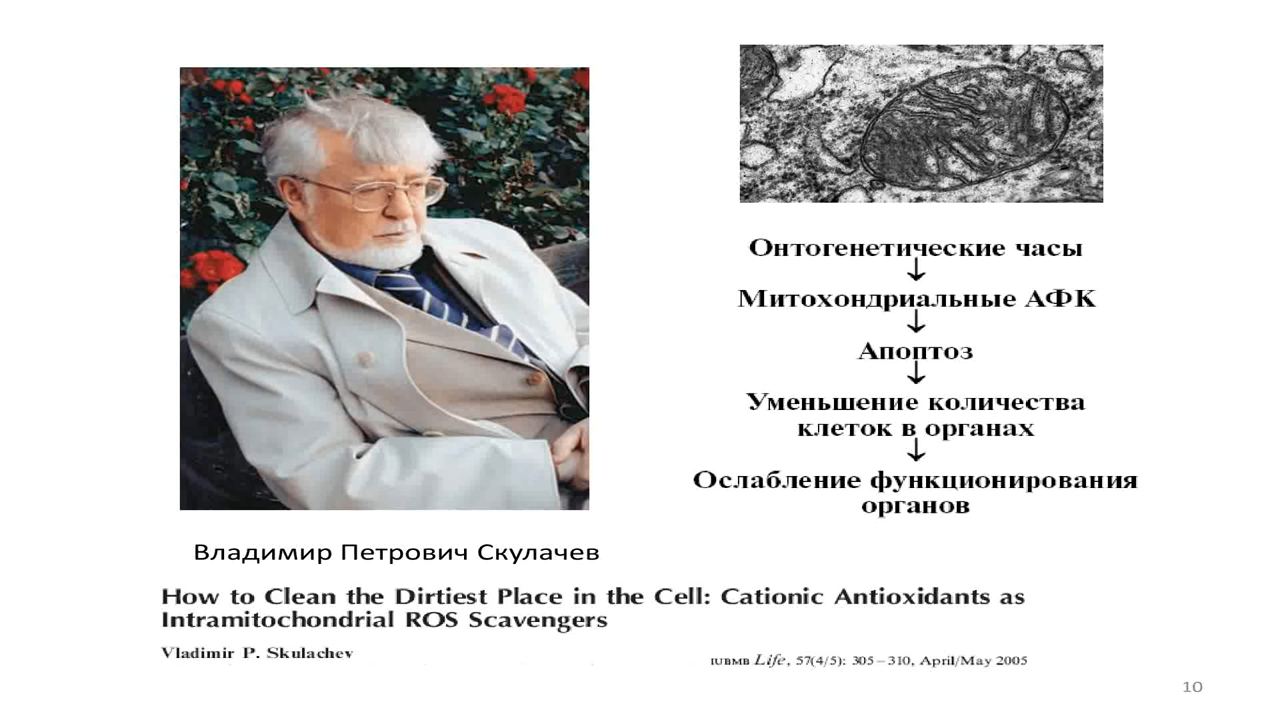 Онтогенетические часы
↓
Митохондриальные АФК
↓
Апоптоз
↓
Уменьшение количества
клеток в органах
↓
Ослабление функционирования
органов
Владимир Петрович Скулачев
How to Clean the Dirtiest Place in the Cell: Cationic Antioxidants as
Intramitochondrial ROS Scavengers
Vladimir P. Skulachev
IUBMB Life, 57(4/5): 305–310, April/May 2005
10